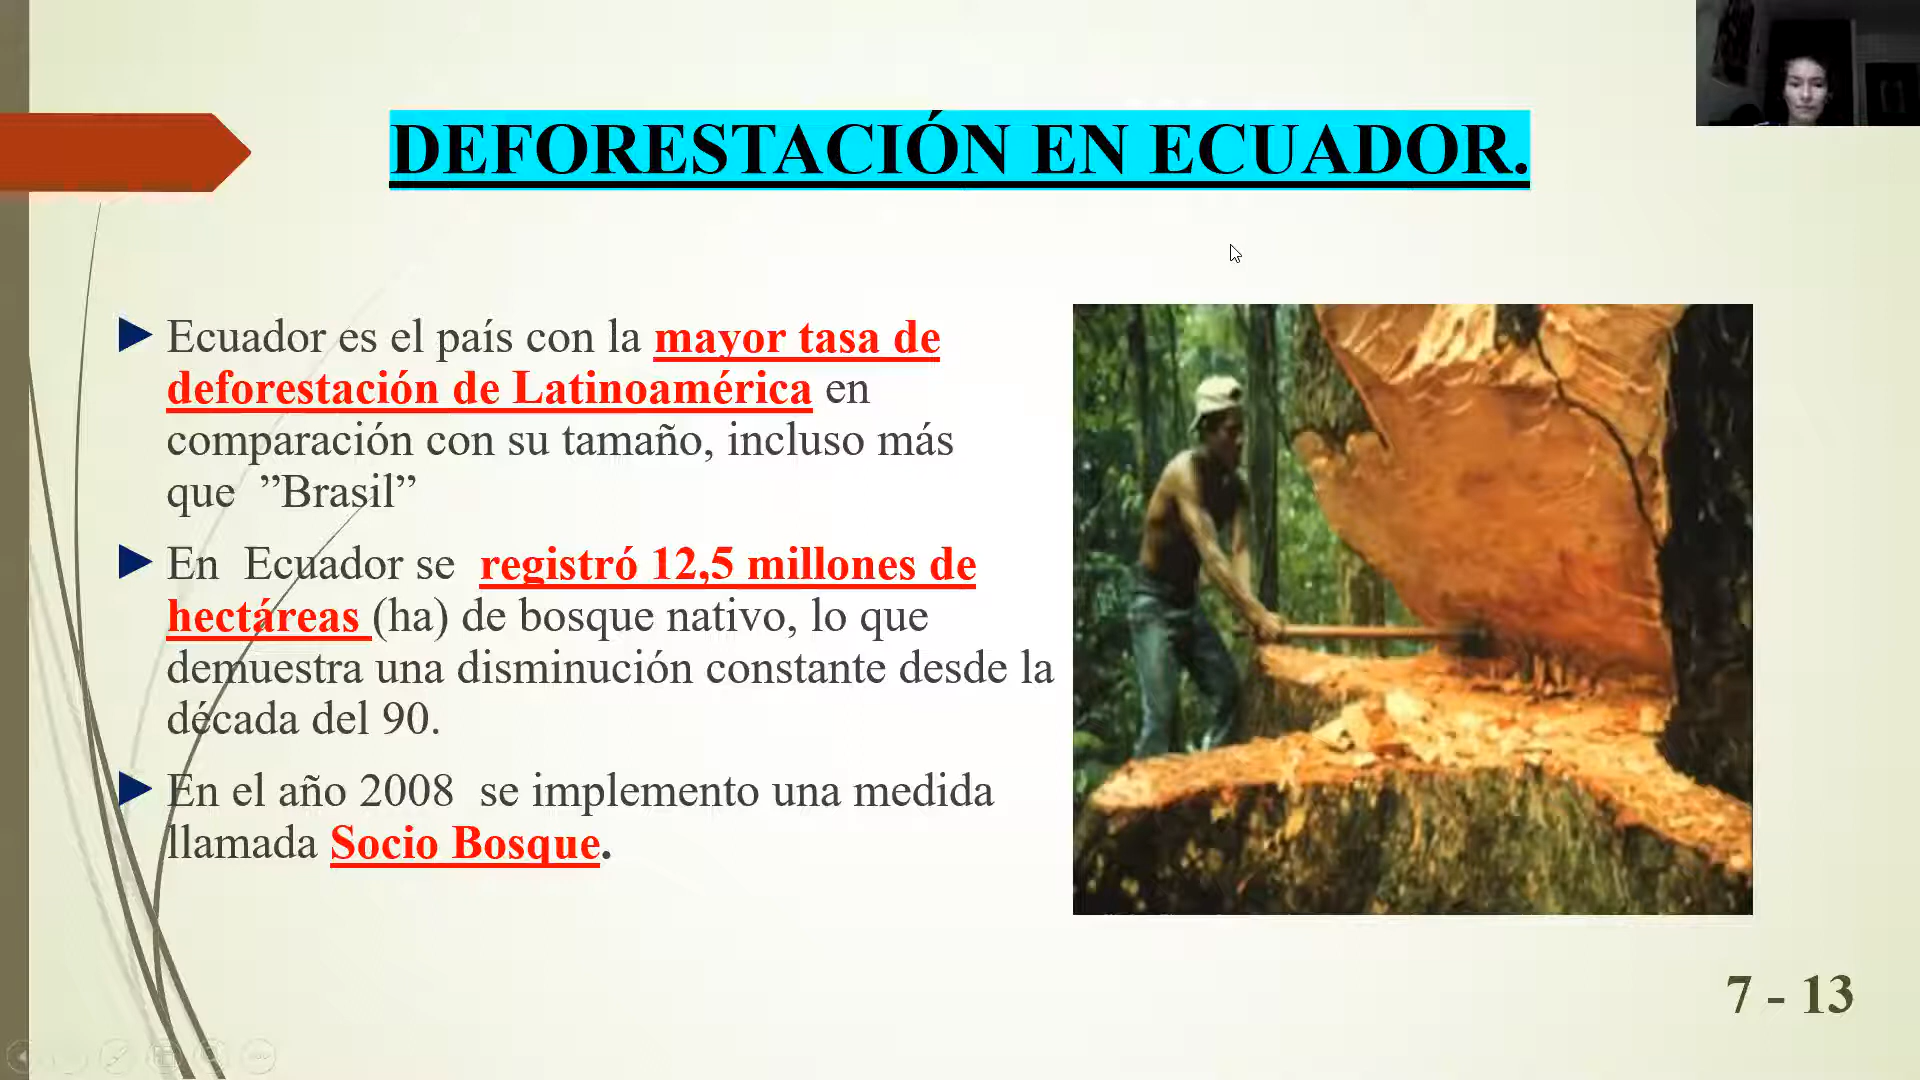 DEFORESTACIÓN EN ECUADOR.
Ecuador es el país con la mayor tasa de
deforestación de Latinoamérica en
comparación con su tamaño, incluso más
que ”Brasil”
En Ecuador se registró 12,5 millones de
hectáreas (ha) de bosque nativo, lo que
demuestra una disminución constante desde la
década del 90.
En el año 2008 se implemento una medida
llamada Socio Bosque.
7 - 13